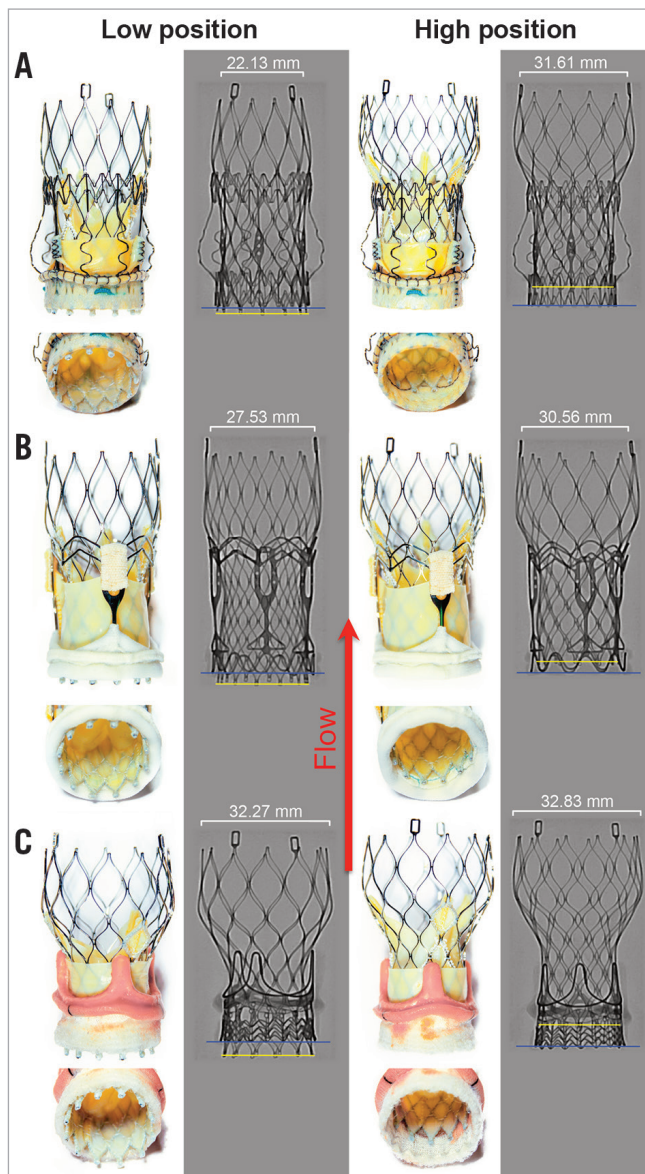 Low position
High position
A
22.13 mm
31.61 mm
B
27.53 mm
30.56 mm
Flow
C
32.27 mm
32.83 mm